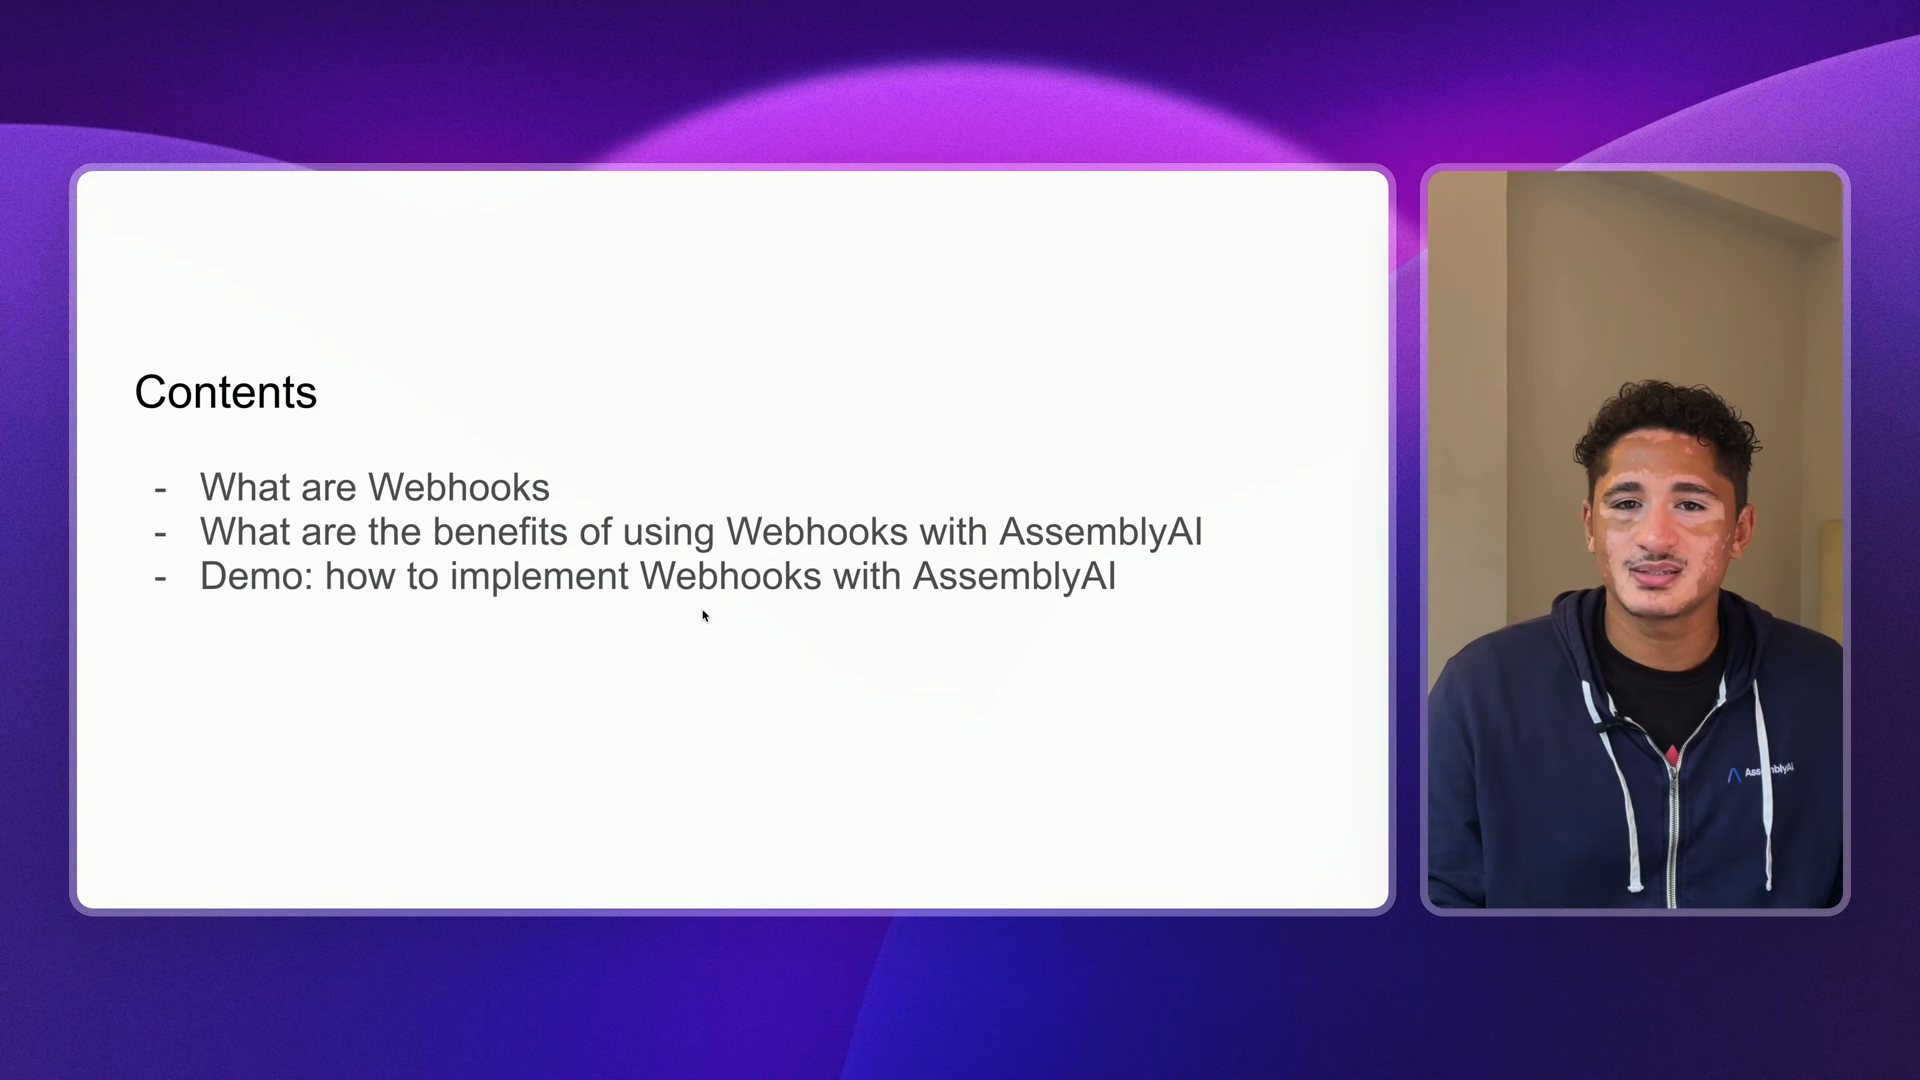 Contents
- What are Webhooks
- What are the benefits of using Webhooks with AssemblyAI
- Demo: how to implement Webhooks with AssemblyAI
AssemblyAI